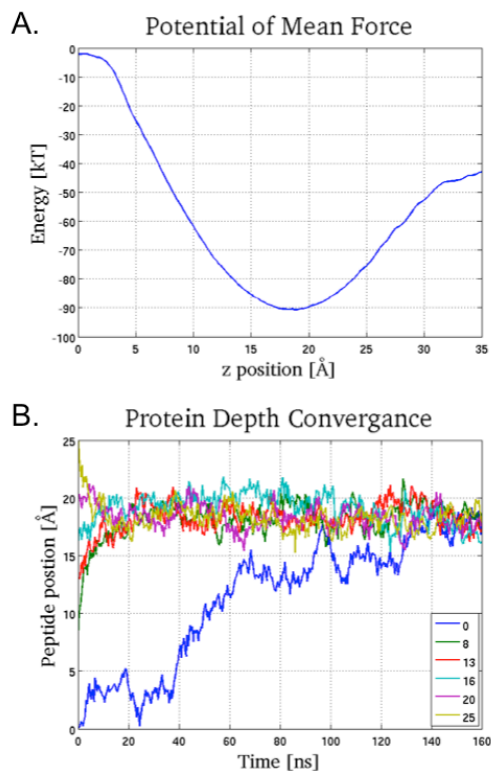 A.
Potential of Mean Force
0
-10
-20
-30
-40
-50
-60
-70
-80
-90
-100
Energy [kT]
0 5 10 15 20 25 30 35
z position [Å]
B.
Protein Depth Convergance
25
20
15
10
5
0
Peptide postion [Å]
0
8
13
16
20
25
0 20 40 60 80 100 120 140 160
Time [ns]